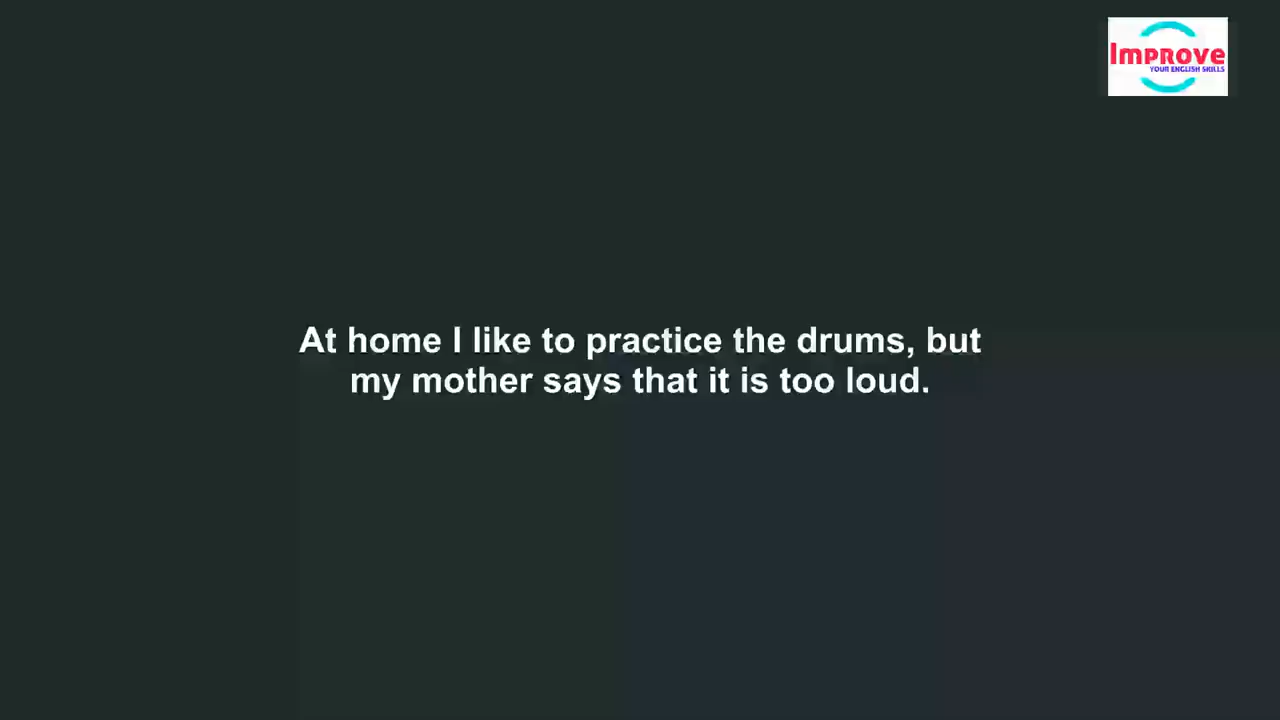 Improve
YOUR ENGLISH SKILLS
At home I like to practice the drums, but
my mother says that it is too loud.